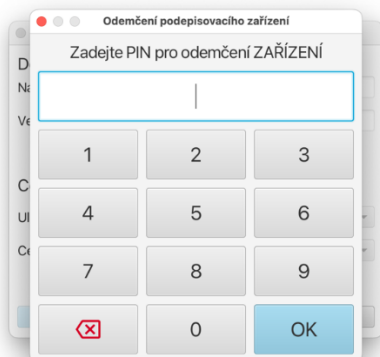 Odemčení podepisovacího zařízení
Zadejte PIN pro odemčení ZAŘÍZENÍ
1 2 3
4 5 6
7 8 9
0 OK